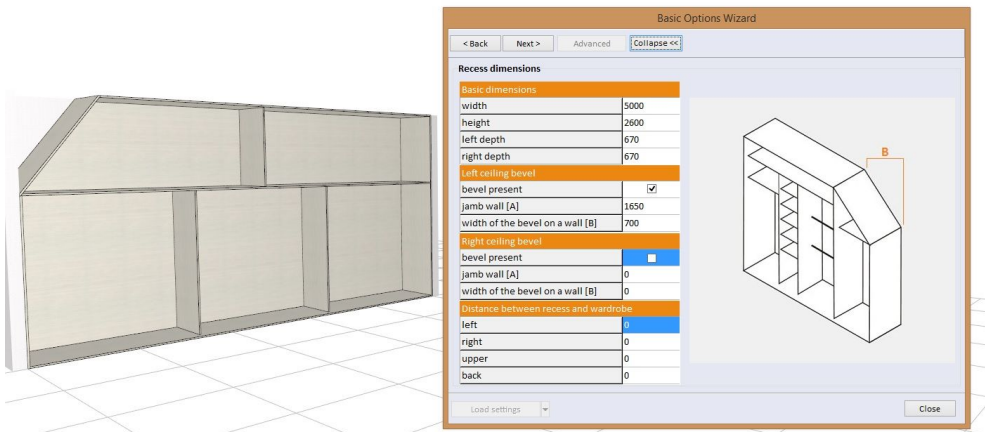 Basic Options Wizard
< Back Next > Advanced Collapse <<
Recess dimensions
Basic dimensions
width 5000
height 2600
left depth 670
right depth 670
Left ceiling bevel
bevel present
jamb wall [A] 1650
width of the bevel on a wall [B] 700
Right ceiling bevel
bevel present
jamb wall [A] 0
width of the bevel on a wall [B] 0
Distance between recess and wardrobe
left 0
right 0
upper 0
back 0
B
Load settings Close